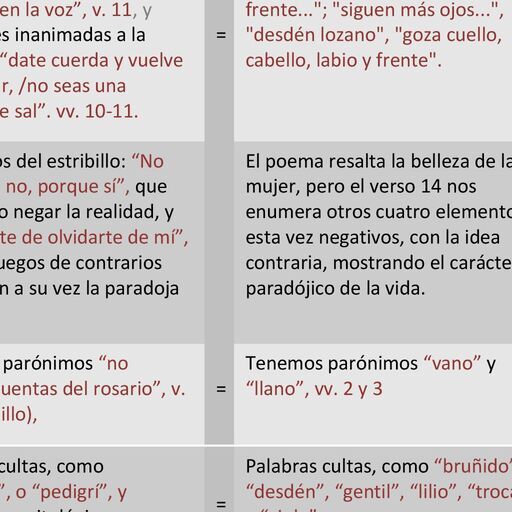 en la voz”, v. 11, y
es inanimadas a la
“date cuerda y vuelve
r, /no seas una
e sal”. vv. 10-11.
=
frente..."; "siguen más ojos...",
"desdén lozano", "goza cuello,
cabello, labio y frente".
os del estribillo: “No
no, porque sí”, que
o negar la realidad, y
te de olvidarte de mí”,
uegos de contrarios
n a su vez la paradoja
El poema resalta la belleza de la
mujer, pero el verso 14 nos
enumera otros cuatro elemento
esta vez negativos, con la idea
contraria, mostrando el carácte
paradójico de la vida.
parónimos “no
uentas del rosario”, v.
illo),
=
Tenemos parónimos “vano” y
“llano”, vv. 2 y 3
cultas, como
”, o “pedigrí”, y
=
Palabras cultas, como “bruñido”
“desdén”, “gentil”, “lilio”, “troca